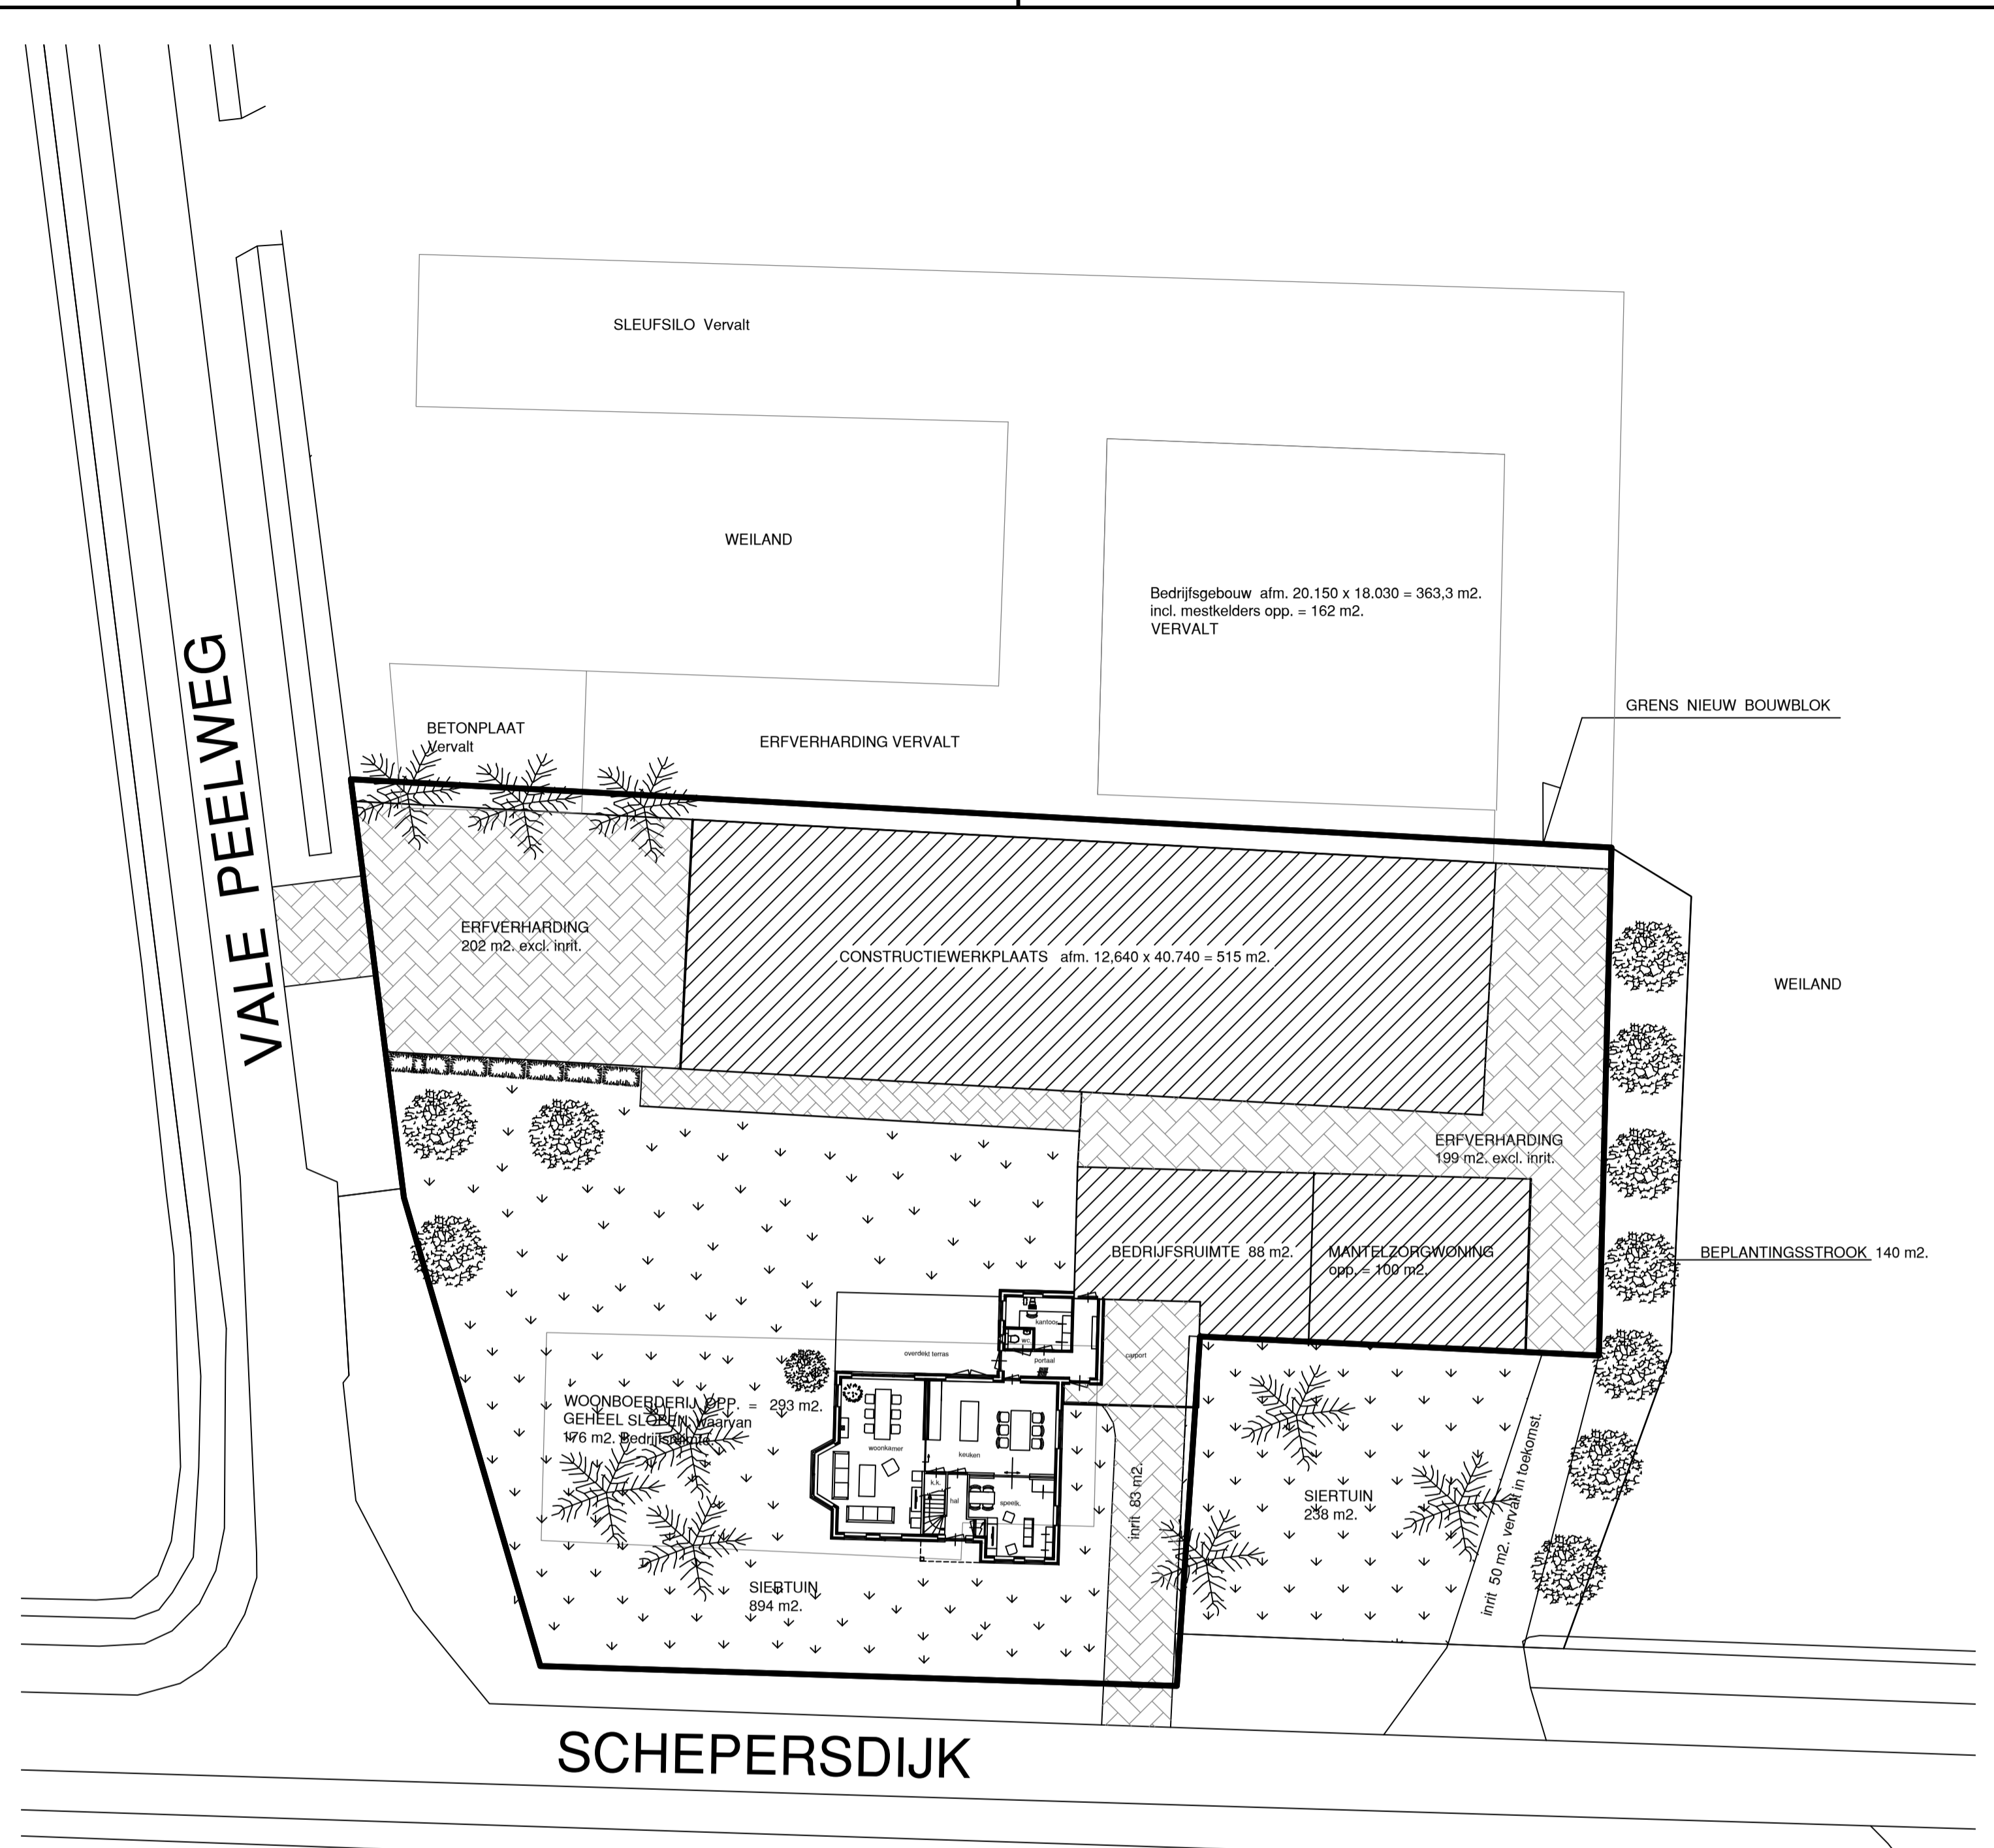 SLEUFSILO Vervalt
WEILAND
Bedrijfsgebouw afm. 20.150 x 18.030 = 363,3 m2.
incl. mestkelders opp. = 162 m2.
VERVALT
GRENS NIEUW BOUWBLOK
BETONPLAAT
Vervalt
ERFVERHARDING VERVALT
VALE PEELWEG
ERFVERHARDING
202 m2. excl. inrit.
CONSTRUCTIEWERKPLAATS afm. 12,640 x 40.740 = 515 m2.
WEILAND
ERFVERHARDING
199 m2. excl. inrit.
BEDRIJFSRUIMTE 88 m2.
MANTELZORGWONING
opp. = 100 m2.
BEPLANTINGSSTROOK 140 m2.
kantoor
wc.
overdekt terras
portaal
carport
WOONBOERDERIJ OPP. = 293 m2.
GEHEEL SLOPEN, waarvan
176 m2. Bedrijfsruimte.
woonkamer
keuken
k.k.
hal
speelk.
inrit 83 m2.
SIERTUIN
238 m2.
inrit 50 m2. vervalt in toekomst.
SIERTUIN
894 m2.
SCHEPERSDIJK